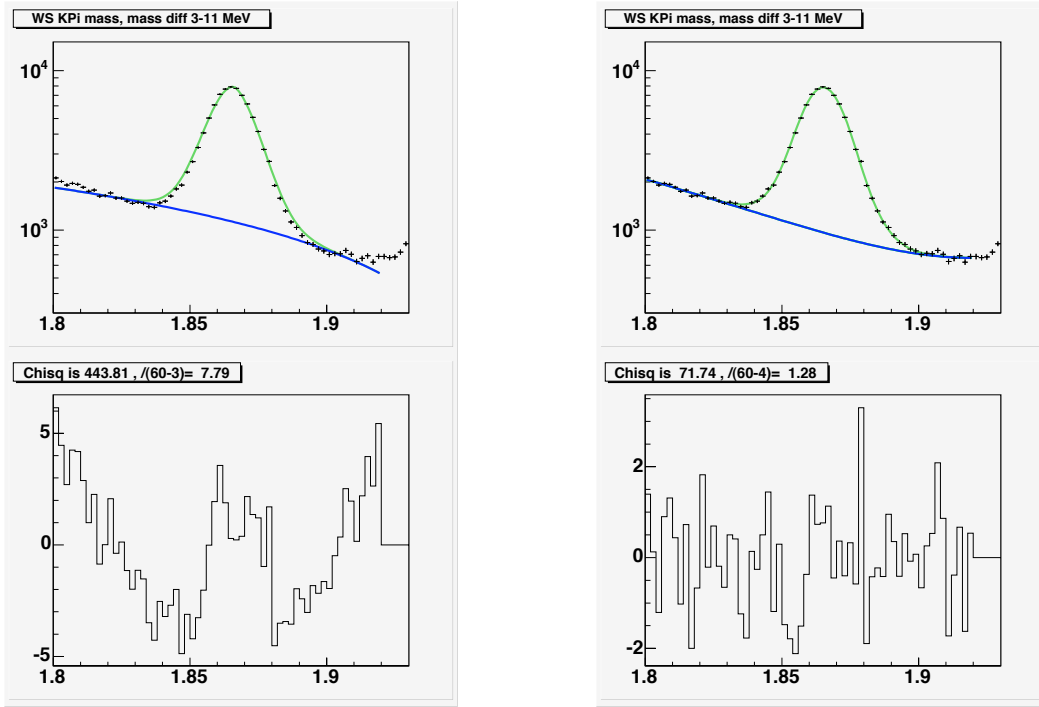 WS KPi mass, mass diff 3-11 MeV
10^4
10^3
1.8 1.85 1.9
Chisq is 443.81 , /(60-3)= 7.79
5
0
-5
1.8 1.85 1.9
WS KPi mass, mass diff 3-11 MeV
10^4
10^3
1.8 1.85 1.9
Chisq is 71.74 , /(60-4)= 1.28
2
0
-2
1.8 1.85 1.9